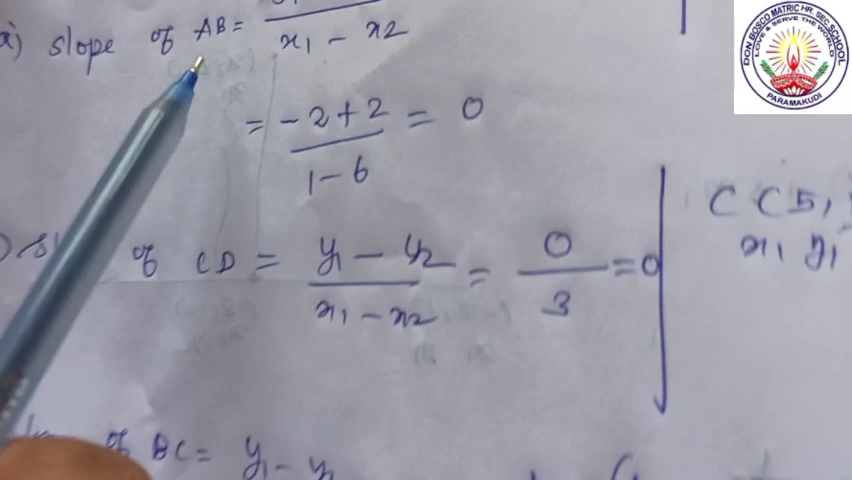 a) slope of AB =
x1 - x2
= -2+2 / 1-6 = 0
of CD = y1 - y2 / x1 - x2 = 0 / 3 = 0
C (5,
x1 y1
of BC = y1 - y
DON BOSCO MATRIC HR. SEC. SCHOOL
LOVE & SERVE THE WORLD
PARAMAKUDI